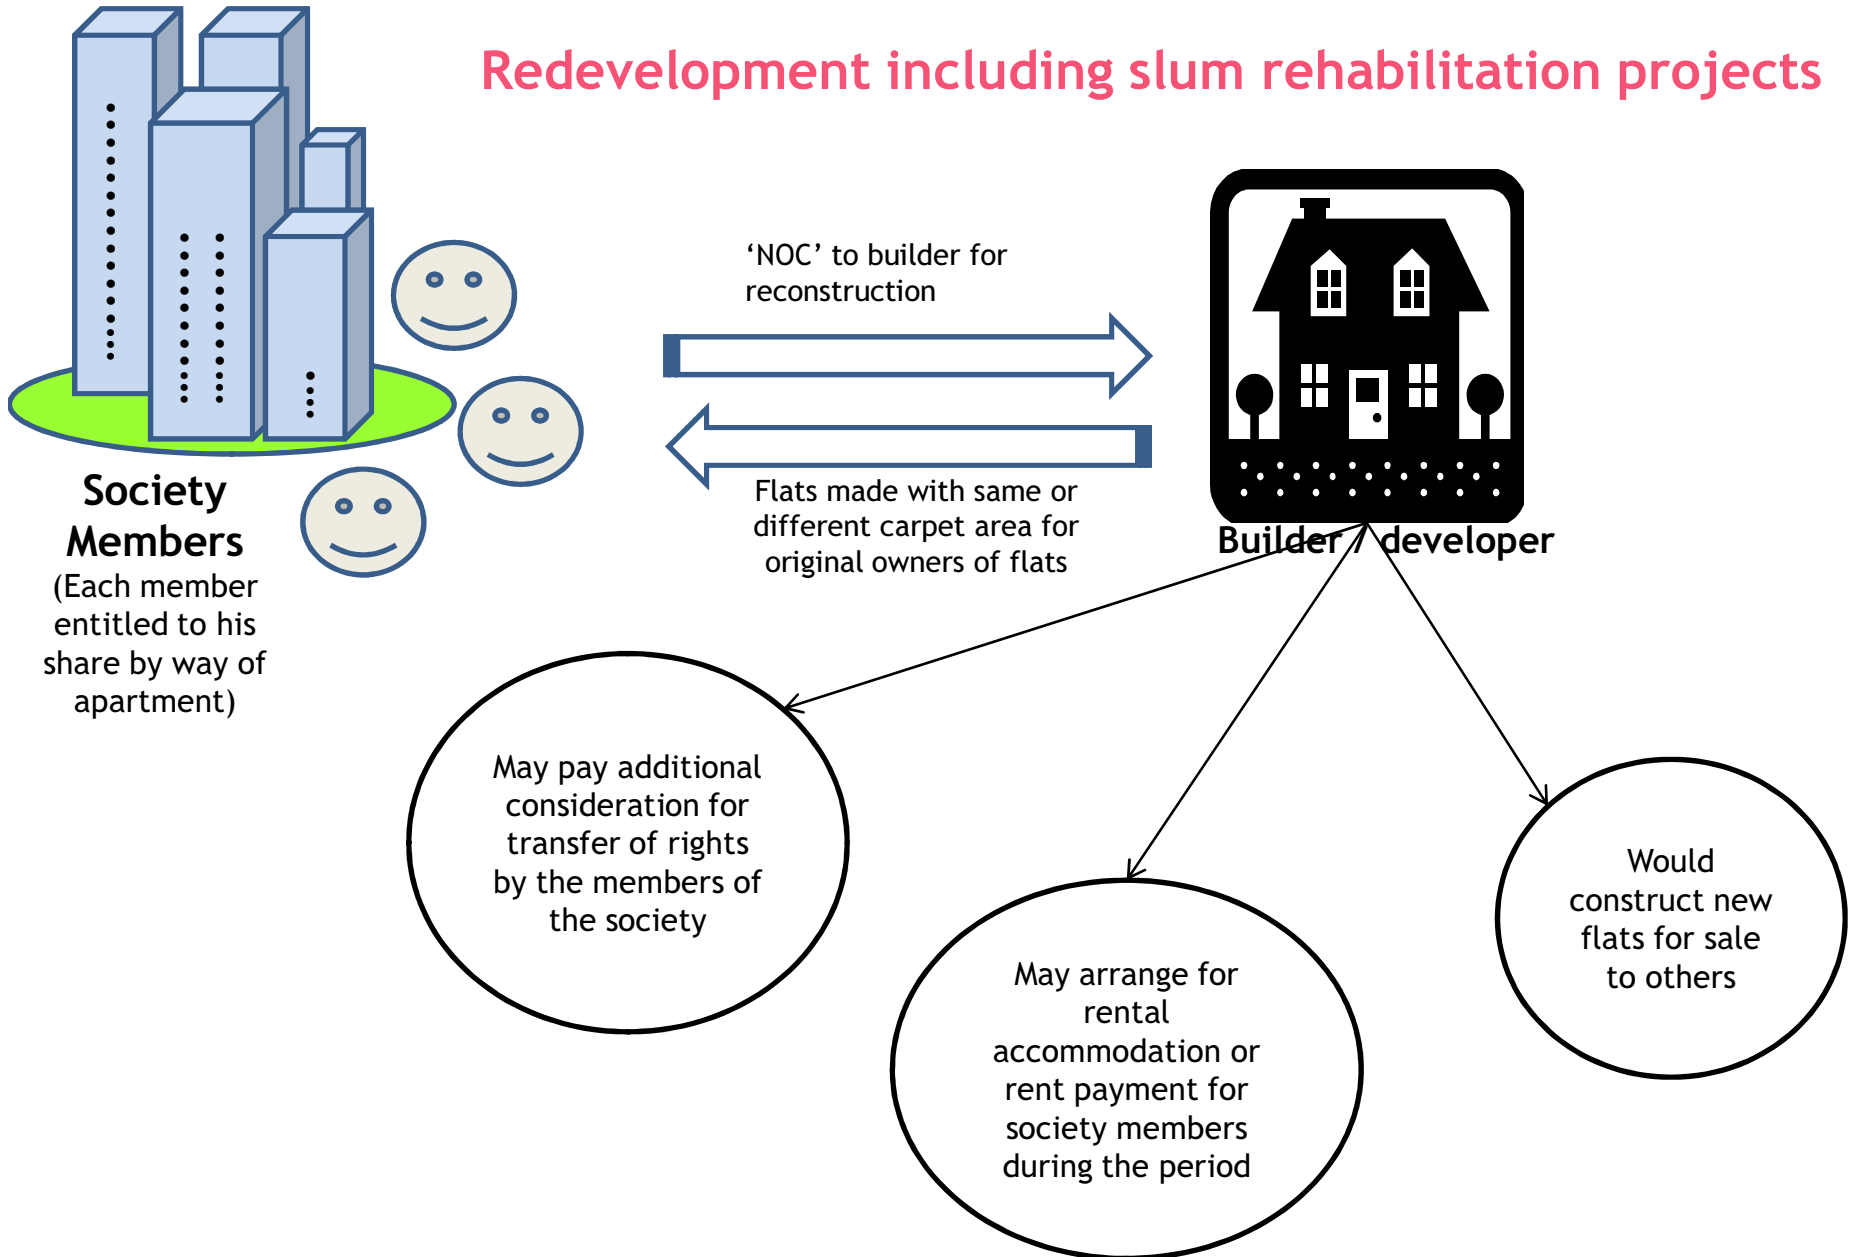 Redevelopment including slum rehabilitation projects
‘NOC’ to builder for
reconstruction
Flats made with same or
different carpet area for
original owners of flats
Society
Members
(Each member
entitled to his
share by way of
apartment)
Builder / developer
May pay additional
consideration for
transfer of rights
by the members of
the society
May arrange for
rental
accommodation or
rent payment for
society members
during the period
Would
construct new
flats for sale
to others